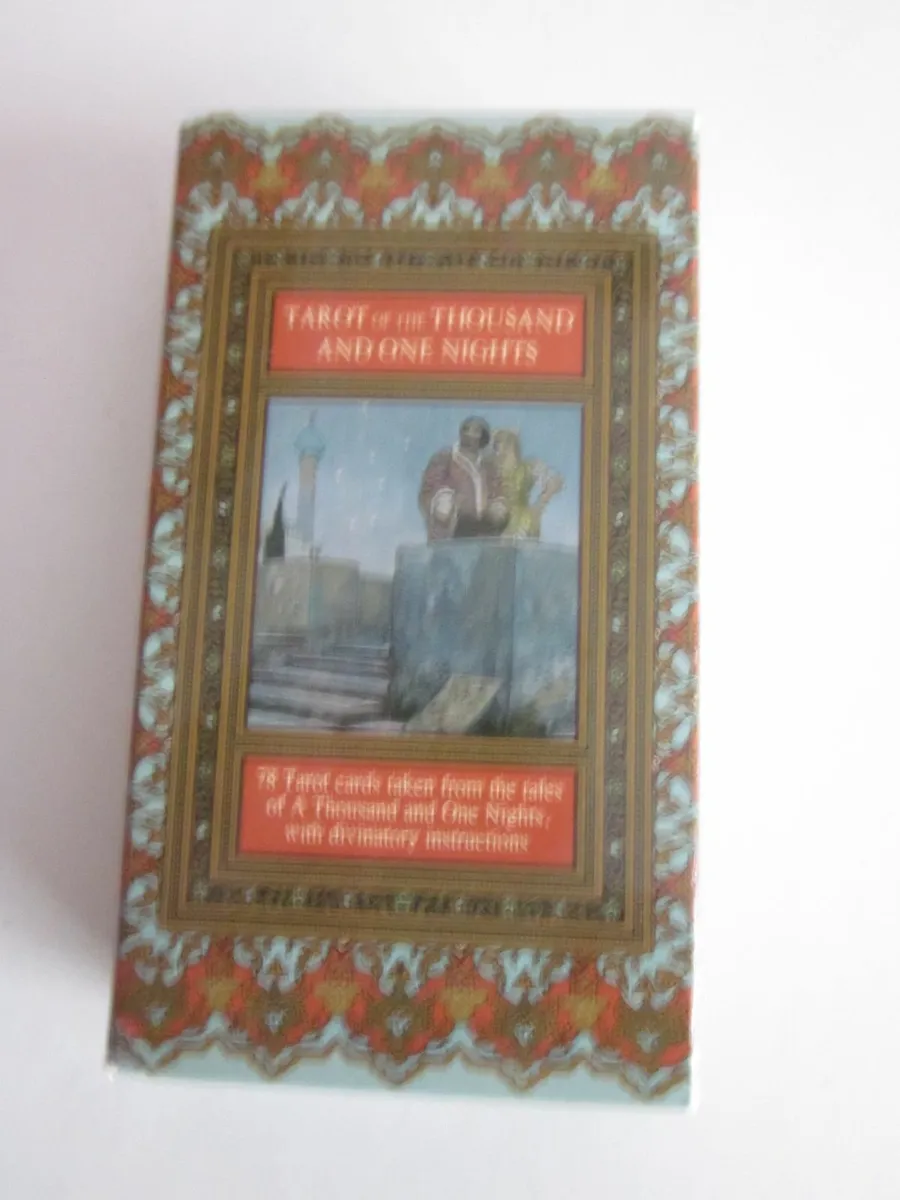 TAROT OF THE THOUSAND
AND ONE NIGHTS
78 Tarot cards taken from the tales
of A Thousand and One Nights,
with divinatory instructions